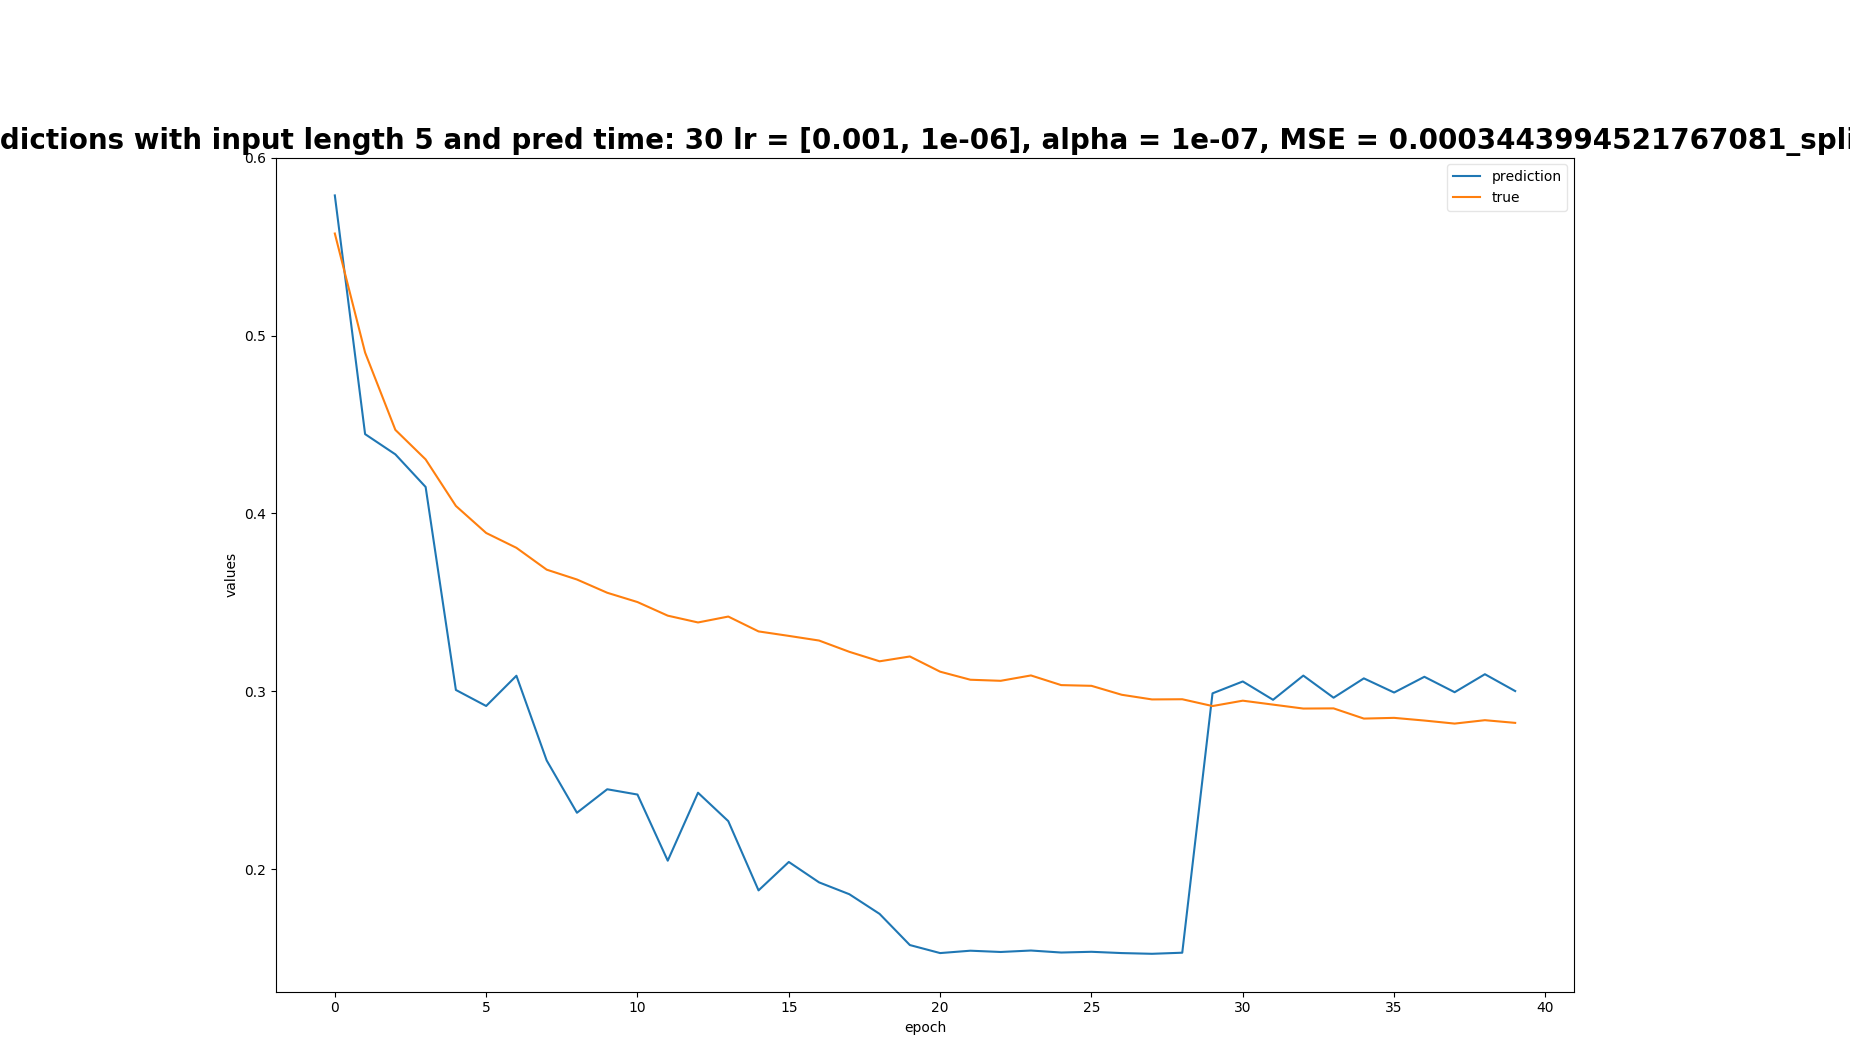 dictions with input length 5 and pred time: 30 lr = [0.001, 1e-06], alpha = 1e-07, MSE = 0.0003443994521767081_spli
prediction
true
0.6
0.5
0.4
0.3
0.2
values
0 5 10 15 20 25 30 35 40
epoch